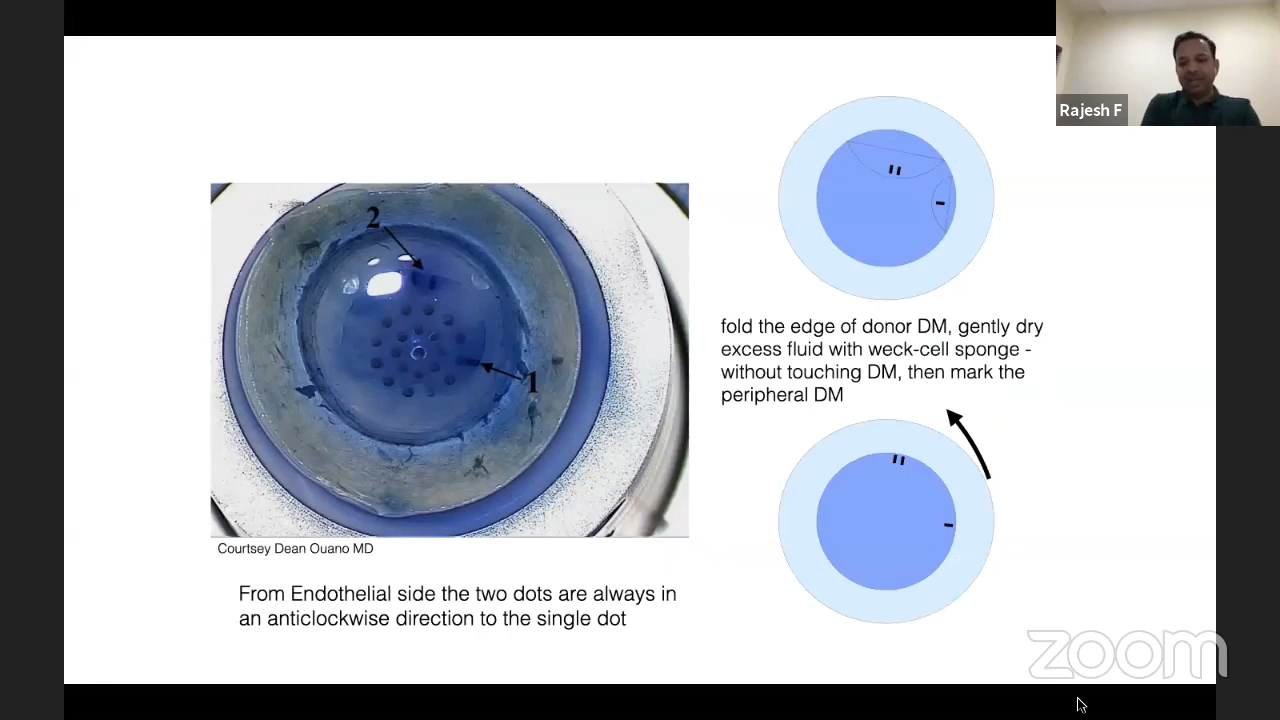 Rajesh F
2
1
fold the edge of donor DM, gently dry
excess fluid with weck-cell sponge -
without touching DM, then mark the
peripheral DM
Courtsey Dean Ouano MD
From Endothelial side the two dots are always in
an anticlockwise direction to the single dot
zoom